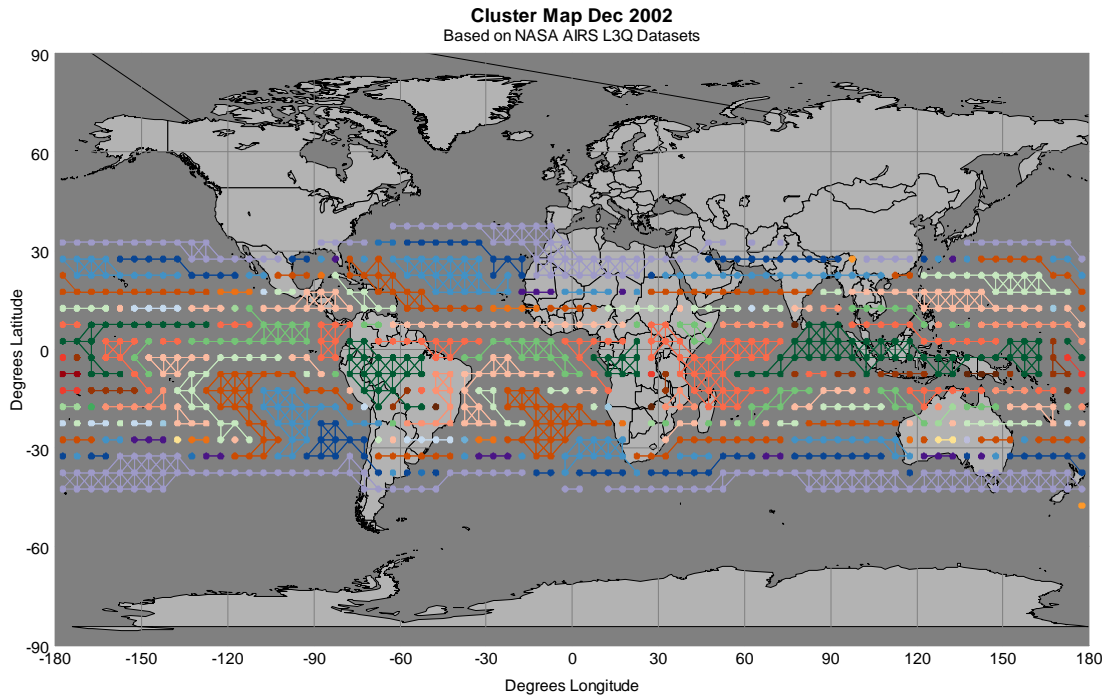 Cluster Map Dec 2002
Based on NASA AIRS L3Q Datasets
90
60
30
0
-30
-60
-90
-180 -150 -120 -90 -60 -30 0 30 60 90 120 150 180
Degrees Latitude
Degrees Longitude